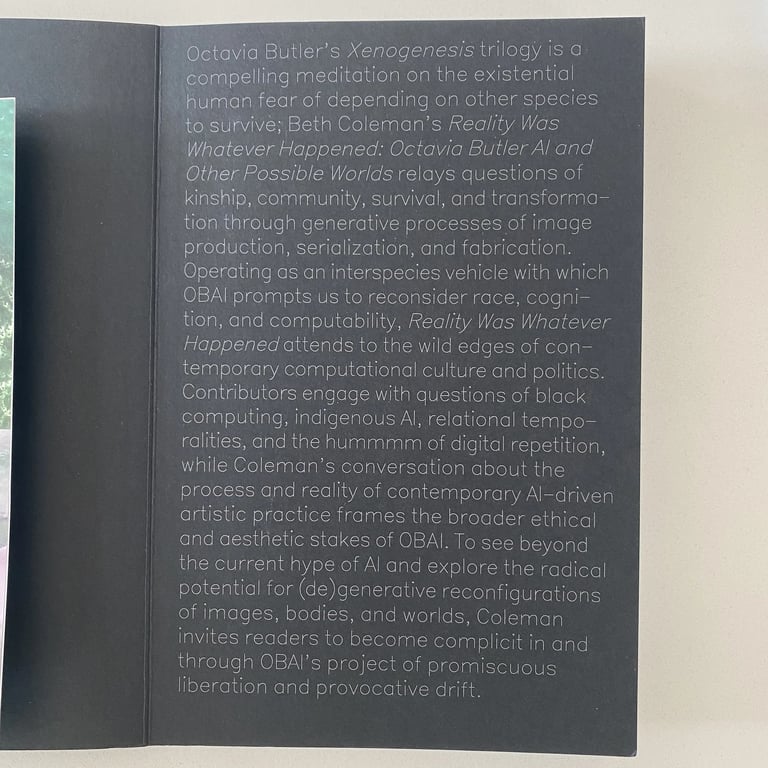 Octavia Butler's Xenogenesis trilogy is a
compelling meditation on the existential
human fear of depending on other species
to survive; Beth Coleman's Reality Was
Whatever Happened: Octavia Butler AI and
Other Possible Worlds relays questions of
kinship, community, survival, and transforma-
tion through generative processes of image
production, serialization, and fabrication.
Operating as an interspecies vehicle with which
OBAI prompts us to reconsider race, cogni-
tion, and computability, Reality Was Whatever
Happened attends to the wild edges of con-
temporary computational culture and politics.
Contributors engage with questions of black
computing, indigenous AI, relational tempo-
ralities, and the hummmm of digital repetition,
while Coleman's conversation about the
process and reality of contemporary AI-driven
artistic practice frames the broader ethical
and aesthetic stakes of OBAI. To see beyond
the current hype of AI and explore the radical
potential for (de)generative reconfigurations
of images, bodies, and worlds, Coleman
invites readers to become complicit in and
through OBAI's project of promiscuous
liberation and provocative drift.